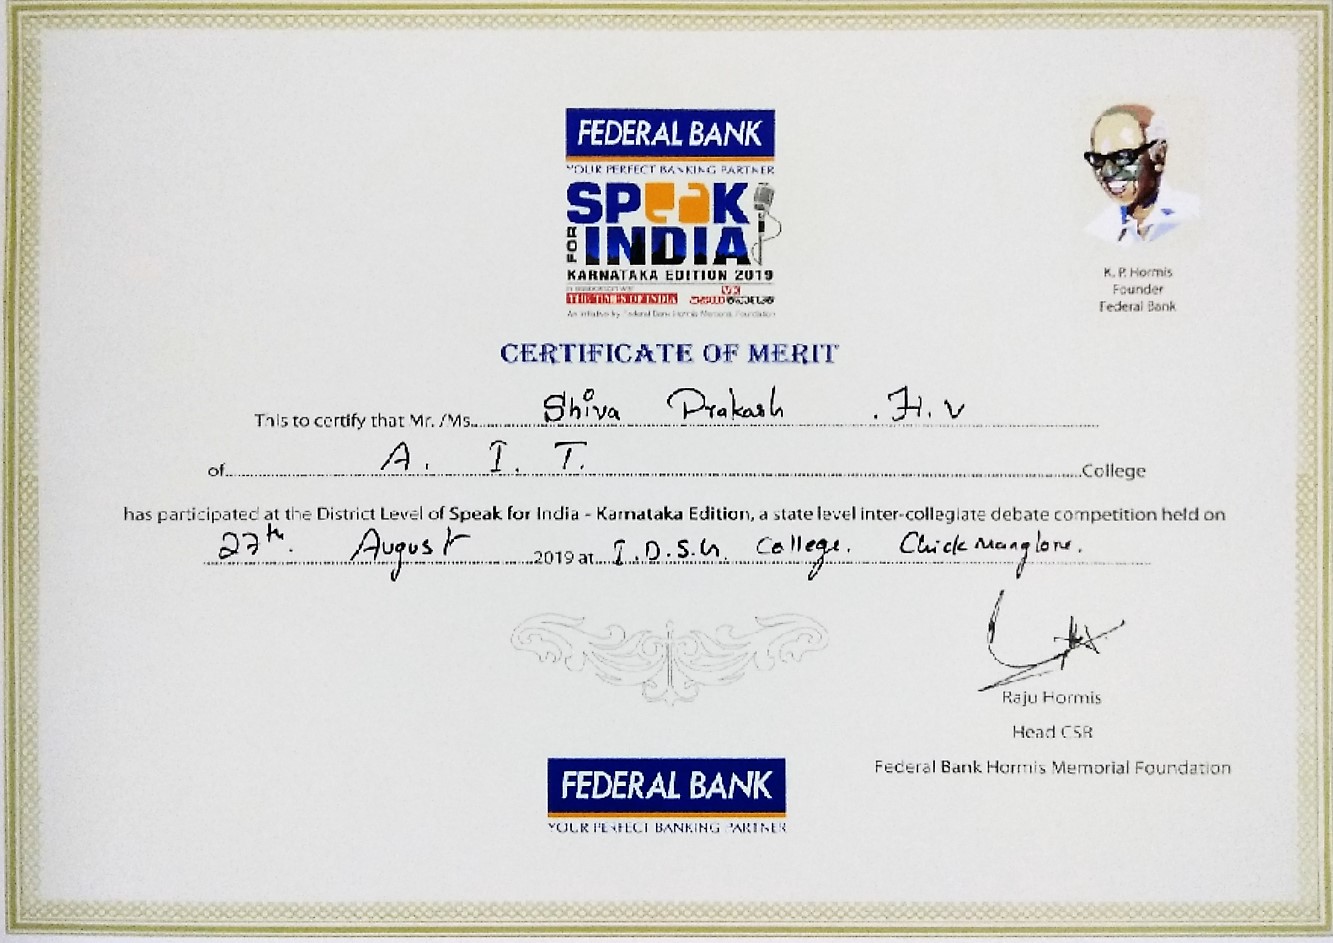 FEDERAL BANK
YOUR PERFECT BANKING PARTNER
SPEAK
FOR INDIA
KARNATAKA EDITION 2019
THE TIMES OF INDIA VK
An initiative by Federal Bank Hormis Memorial Foundation
K. P. Hormis
Founder
Federal Bank
CERTIFICATE OF MERIT
This to certify that Mr. /Ms. Shiva Prakash .H.V
of A. I. T. College
has participated at the District Level of Speak for India - Karnataka Edition, a state level inter-collegiate debate competition held on
27th. August 2019 at I.D.S.G. College. Chickmanglore.
Raju Hormis
Head CSR
Federal Bank Hormis Memorial Foundation
FEDERAL BANK
YOUR PERFECT BANKING PARTNER